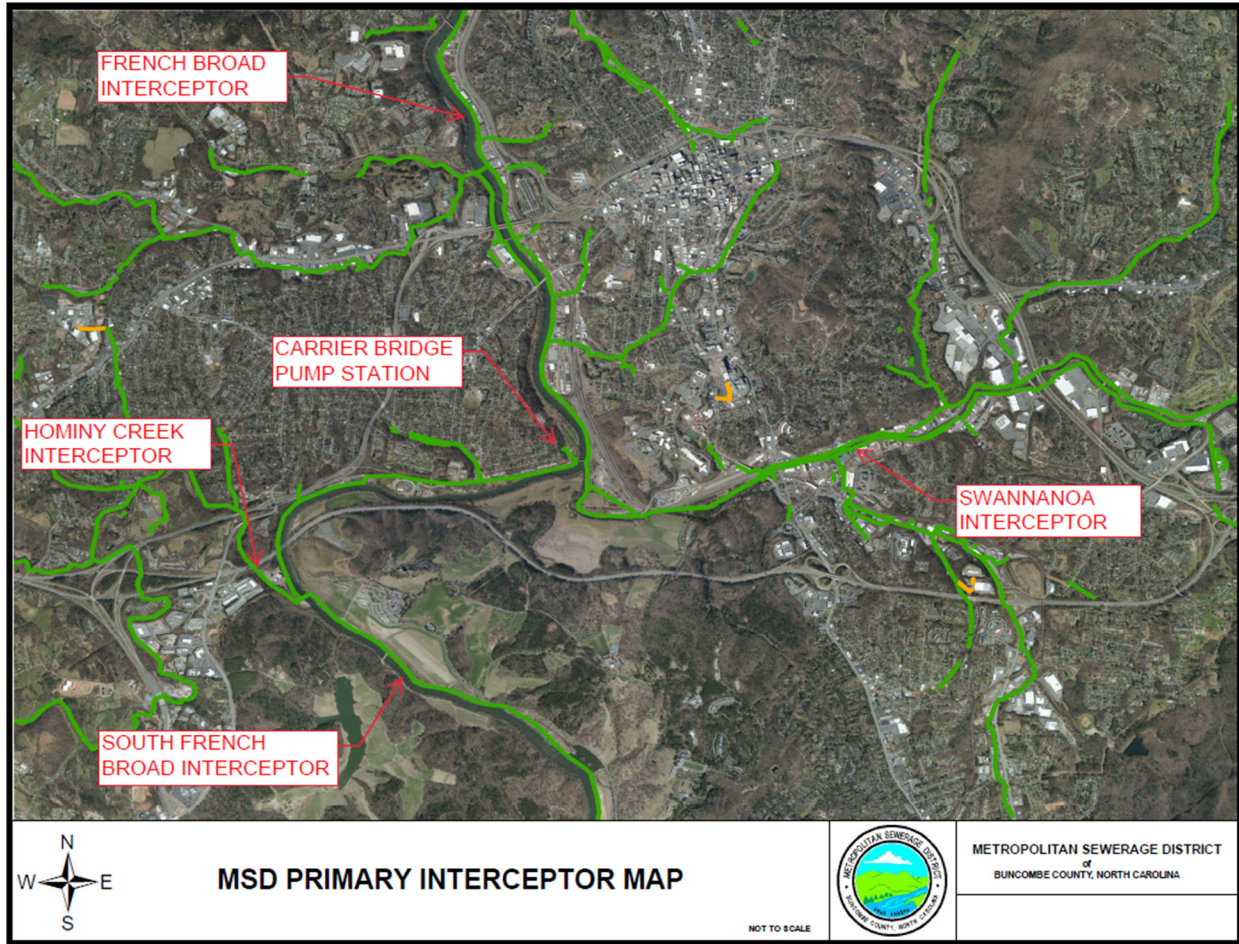 FRENCH BROAD
INTERCEPTOR
CARRIER BRIDGE
PUMP STATION
HOMINY CREEK
INTERCEPTOR
SWANNANOA
INTERCEPTOR
SOUTH FRENCH
BROAD INTERCEPTOR
N
W E
S
MSD PRIMARY INTERCEPTOR MAP
NOT TO SCALE
METROPOLITAN SEWERAGE DISTRICT
BUNCOMBE COUNTY, NORTH CAROLINA
METROPOLITAN SEWERAGE DISTRICT
of
BUNCOMBE COUNTY, NORTH CAROLINA